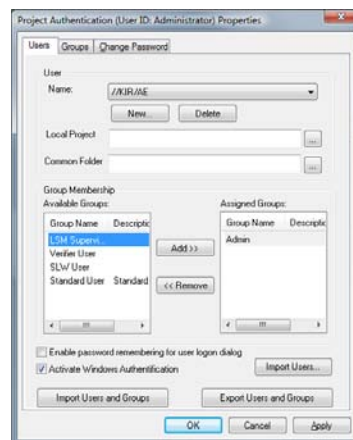 Project Authentication (User ID: Administrator) Properties
Users Groups Change Password
User
Name: //KIR/AE
New... Delete
Local Project ...
Common Folder ...
Group Membership
Available Groups: Assigned Groups:
Group Name Descriptic Group Name Descriptic
LSM Supervi... Admin
Verifier User
SLW User
Standard User Standard
Add >>
<< Remove
Enable password remembering for user logon dialog
Activate Windows Authentification
Import Users...
Import Users and Groups Export Users and Groups
OK Cancel Apply